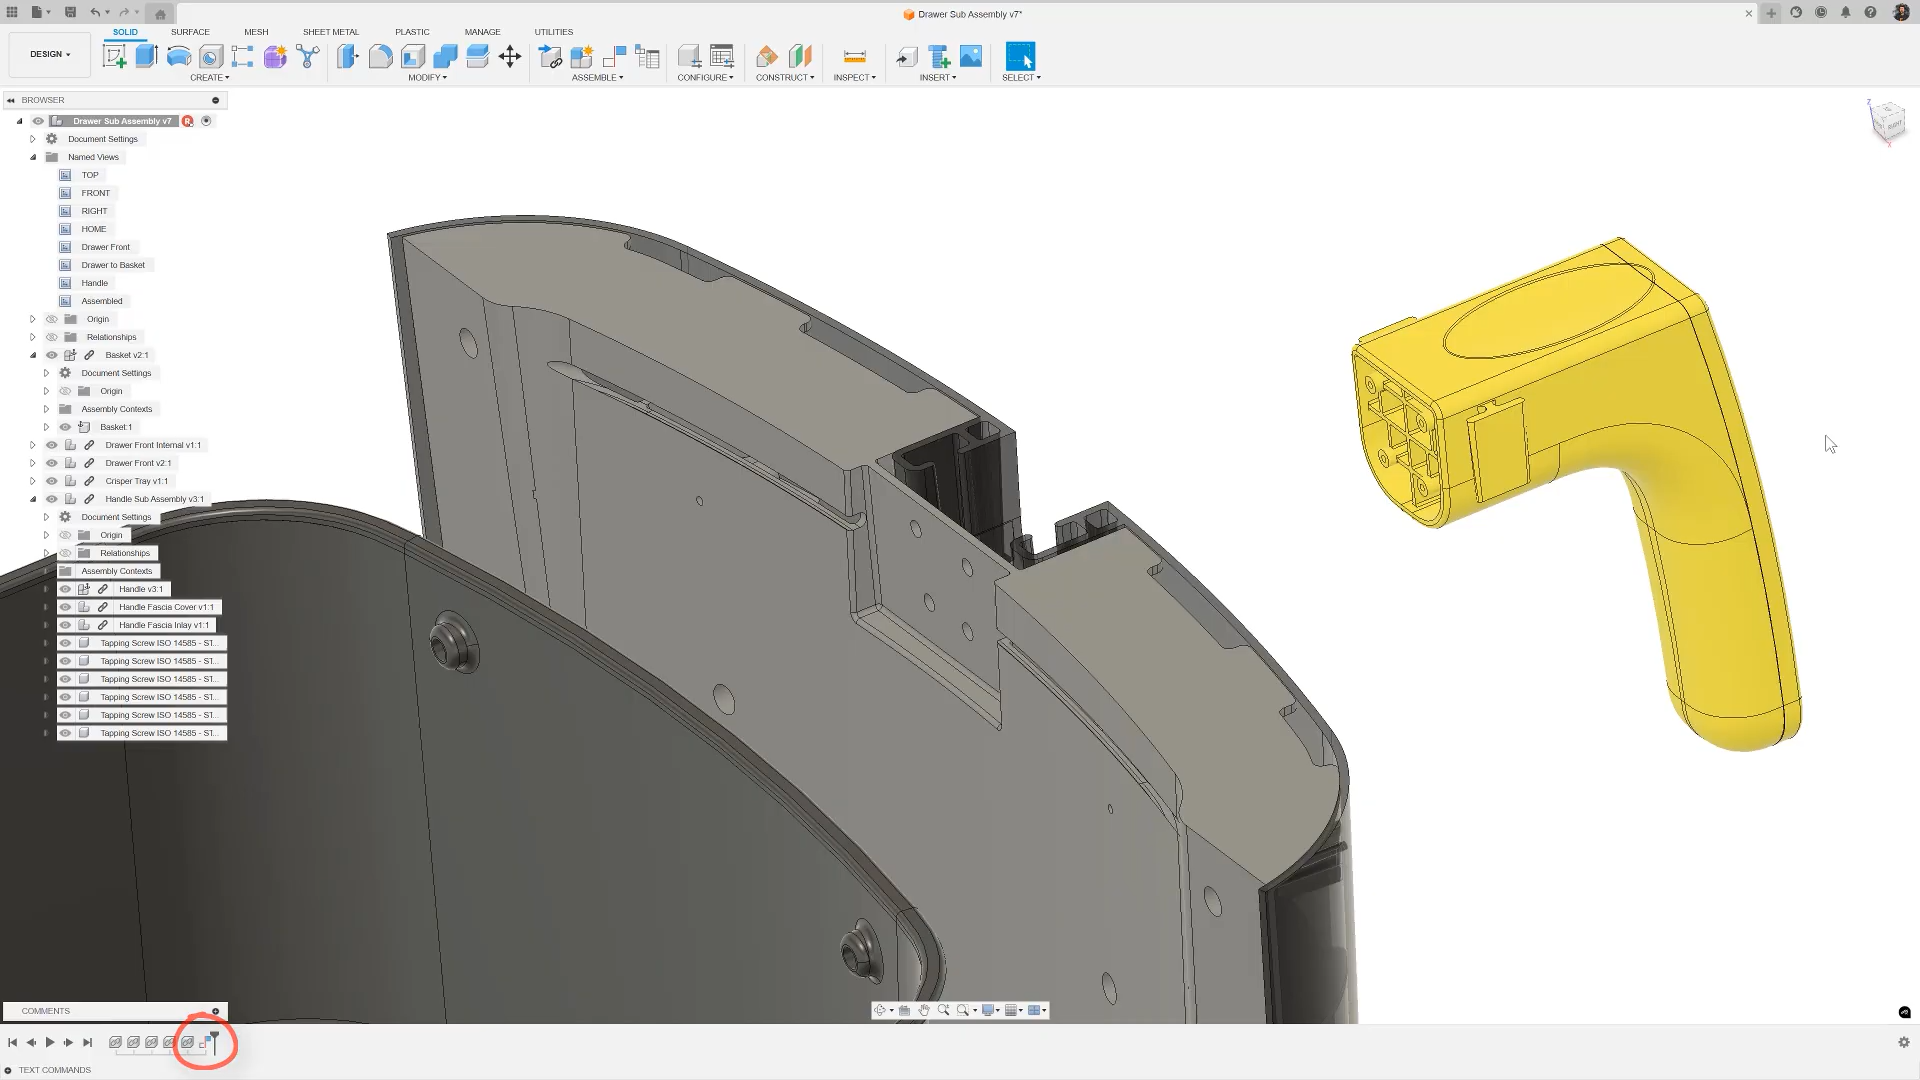 Drawer Sub Assembly v7*
DESIGN
SOLID
SURFACE
MESH
SHEET METAL
PLASTIC
MANAGE
UTILITIES
CREATE
MODIFY
ASSEMBLE
CONFIGURE
CONSTRUCT
INSPECT
INSERT
SELECT
BROWSER
Drawer Sub Assembly v7
Document Settings
Named Views
TOP
FRONT
RIGHT
HOME
Drawer Front
Drawer to Basket
Handle
Assembled
Origin
Relationships
Basket v2:1
Document Settings
Origin
Assembly Contexts
Basket:1
Drawer Front Internal v1:1
Drawer Front v2:1
Crisper Tray v1:1
Handle Sub Assembly v3:1
Document Settings
Origin
Relationships
Assembly Contexts
Handle v3:1
Handle Fascia Cover v1:1
Handle Fascia Inlay v1:1
Tapping Screw ISO 14585 - ST...
Tapping Screw ISO 14585 - ST...
Tapping Screw ISO 14585 - ST...
Tapping Screw ISO 14585 - ST...
Tapping Screw ISO 14585 - ST...
Tapping Screw ISO 14585 - ST...
Z
RIGHT
X
COMMENTS
TEXT COMMANDS